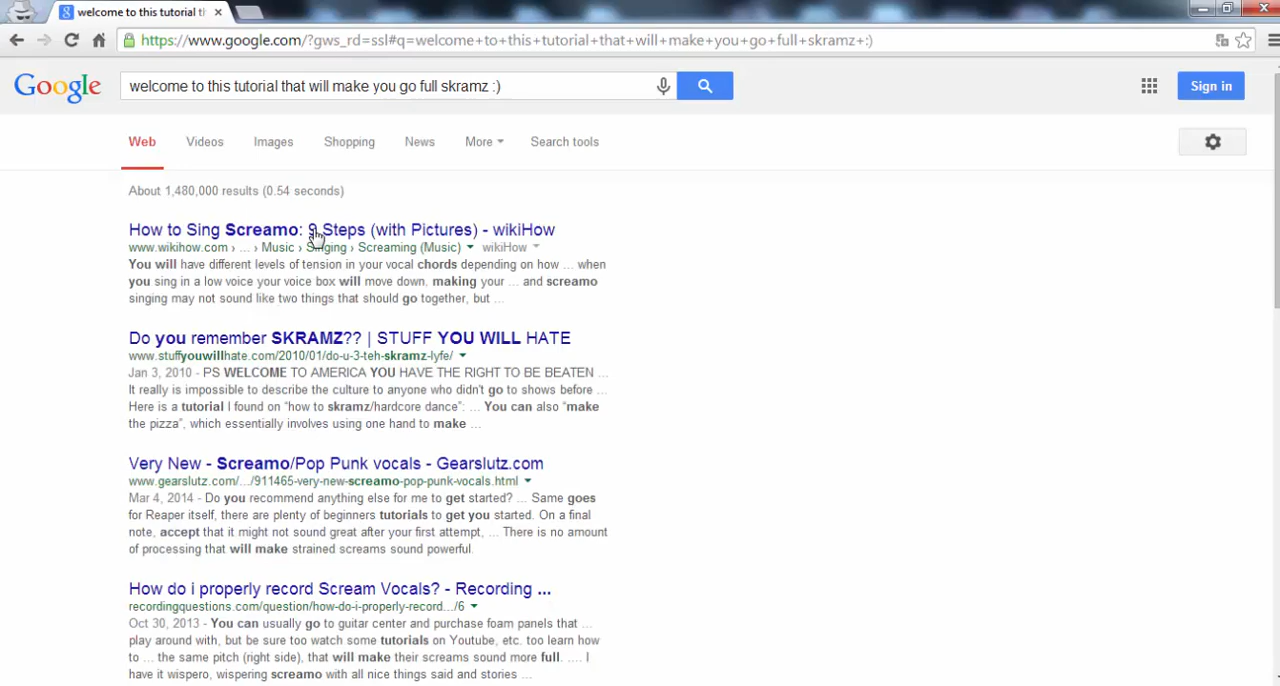 welcome to this tutorial th
https://www.google.com/?gws_rd=ssl#q=welcome+to+this+tutorial+that+will+make+you+go+full+skramz+:)
Google
welcome to this tutorial that will make you go full skramz :)
Sign in
Web Videos Images Shopping News More Search tools
About 1,480,000 results (0.54 seconds)
How to Sing Screamo: 9 Steps (with Pictures) - wikiHow
www.wikihow.com › ... › Music › Singing › Screaming (Music) wikiHow
You will have different levels of tension in your vocal chords depending on how ... when
you sing in a low voice your voice box will move down, making your ... and screamo
singing may not sound like two things that should go together, but ...
Do you remember SKRAMZ?? | STUFF YOU WILL HATE
www.stuffyouwillhate.com/2010/01/do-u-3-teh-skramz-lyfe/
Jan 3, 2010 - PS WELCOME TO AMERICA YOU HAVE THE RIGHT TO BE BEATEN ...
It really is impossible to describe the culture to anyone who didn't go to shows before ...
Here is a tutorial I found on “how to skramz/hardcore dance”: ... You can also “make
the pizza”, which essentially involves using one hand to make ...
Very New - Screamo/Pop Punk vocals - Gearslutz.com
www.gearslutz.com/.../911465-very-new-screamo-pop-punk-vocals.html
Mar 4, 2014 - Do you recommend anything else for me to get started? ... Same goes
for Reaper itself, there are plenty of beginners tutorials to get you started. On a final
note, accept that it might not sound great after your first attempt, ... There is no amount
of processing that will make strained screams sound powerful.
How do i properly record Scream Vocals? - Recording ...
recordingquestions.com/question/how-do-i-properly-record.../6
Oct 30, 2013 - You can usually go to guitar center and purchase foam panels that ...
play around with, but be sure too watch some tutorials on Youtube, etc. too learn how
to ... the same pitch (right side), that will make their screams sound more full. .... I
have it wispero, wispering screamo with all nice things said and stories ...